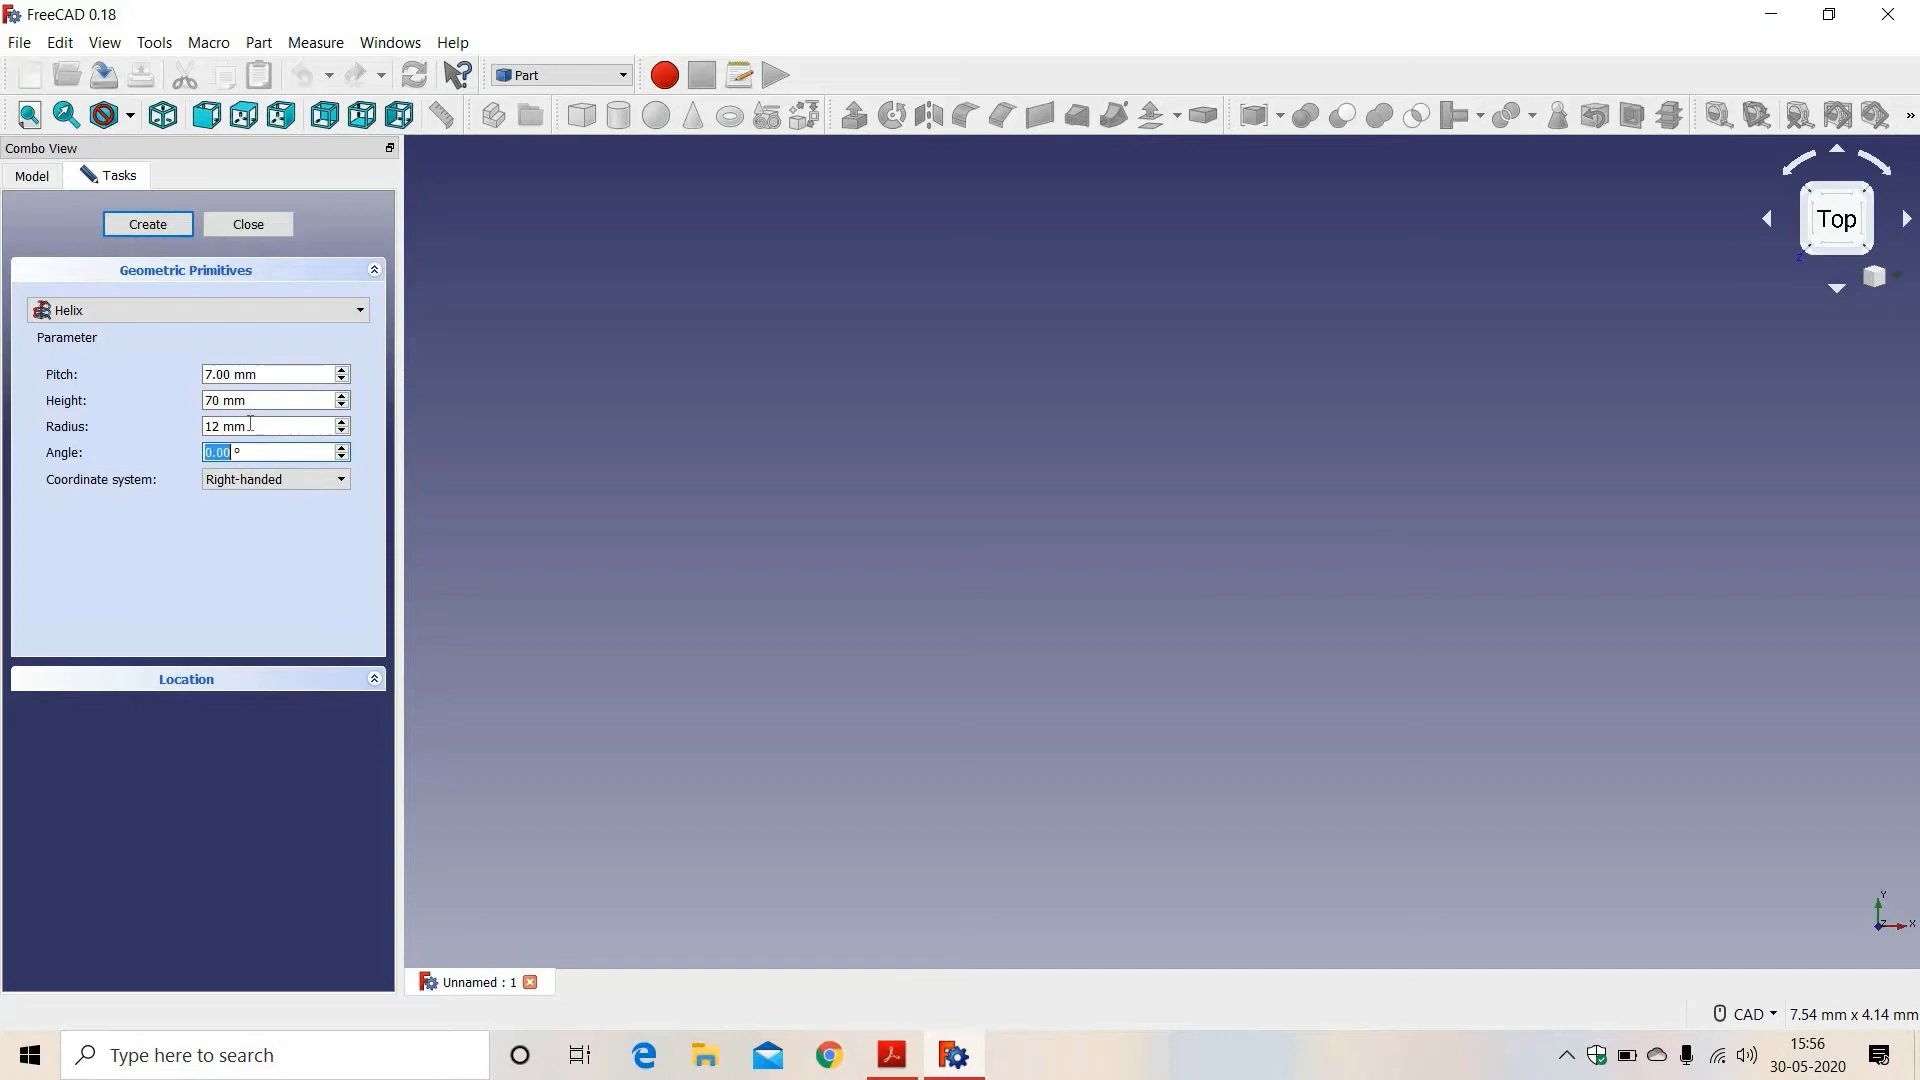 FreeCAD 0.18
File Edit View Tools Macro Part Measure Windows Help
Part
Combo View
Model Tasks
Create Close
Geometric Primitives
Helix
Parameter
Pitch: 7.00 mm
Height: 70 mm
Radius: 12 mm
Angle: 0.00 °
Coordinate system: Right-handed
Location
Top
Z
Y
Z X
Unnamed : 1
CAD 7.54 mm x 4.14 mm
Type here to search
15:56
30-05-2020